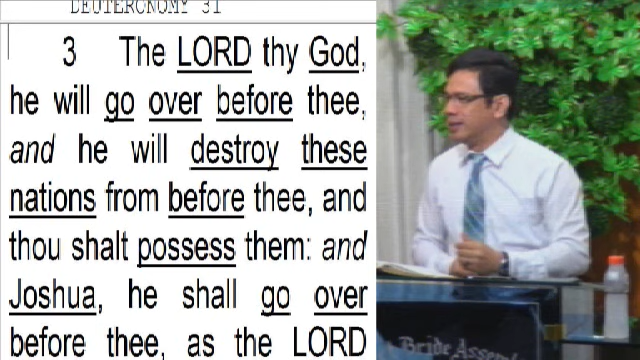 DEUTERONOMY 31
3 The LORD thy God,
he will go over before thee,
and he will destroy these
nations from before thee, and
thou shalt possess them: and
Joshua, he shall go over
before thee, as the LORD
Bride Assem